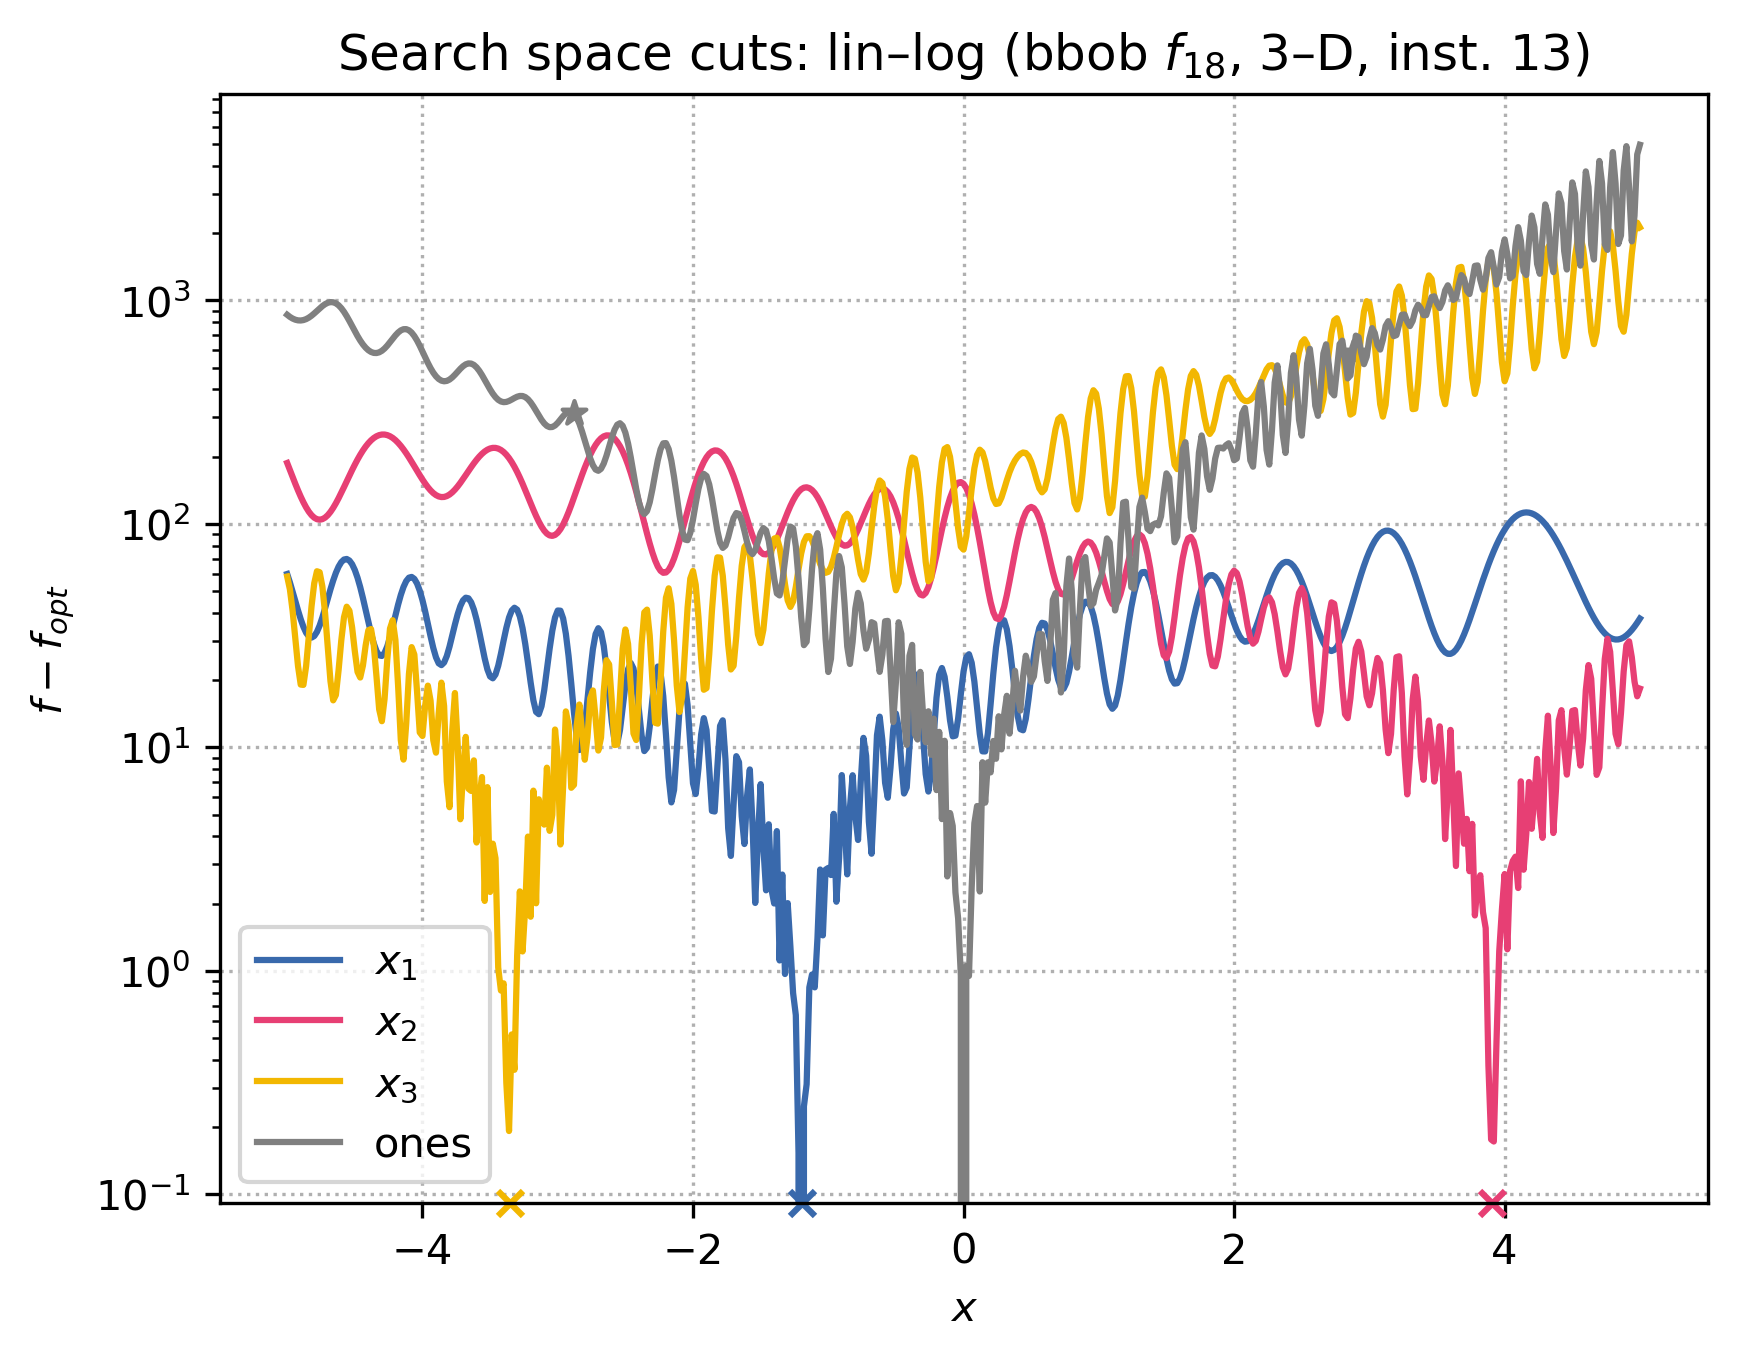 Search space cuts: lin–log (bbob f₁₈, 3–D, inst. 13)
f − f_opt
10³
10²
10¹
10⁰
10⁻¹
x₁
x₂
x₃
ones
−4 −2 0 2 4
x